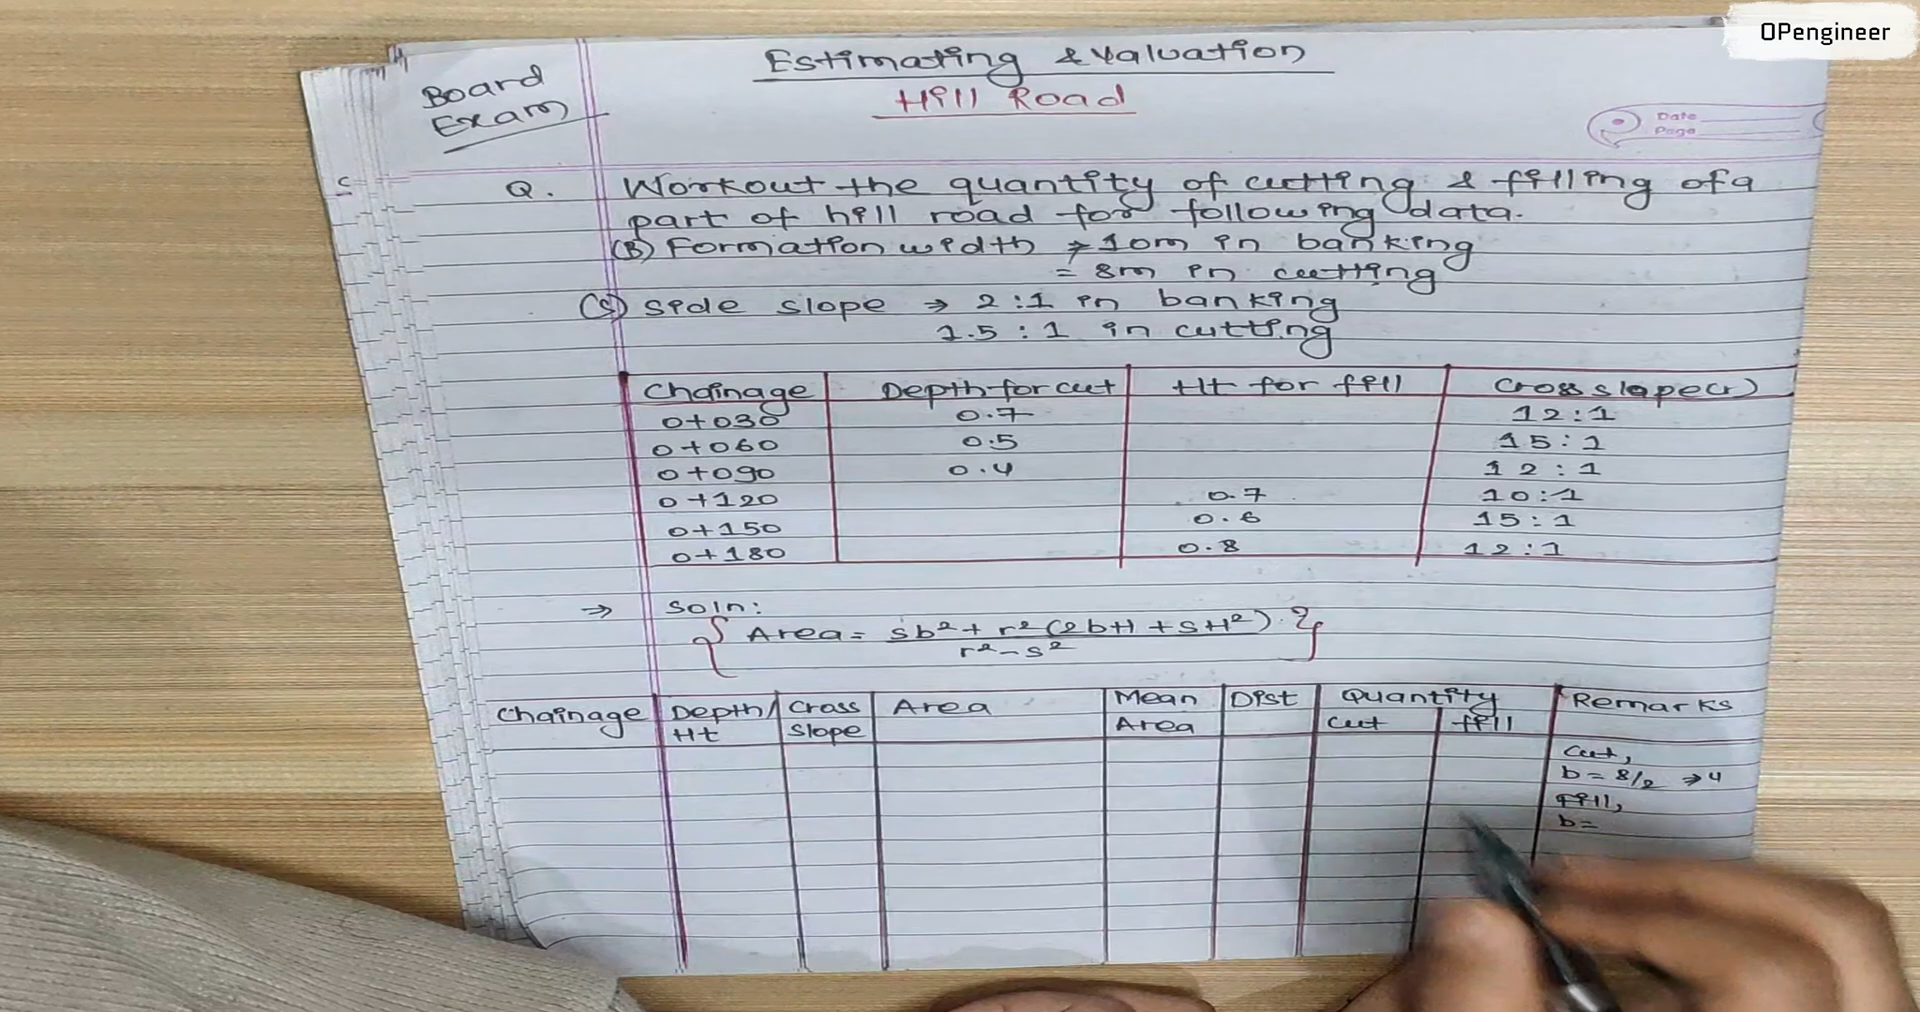 OPengineer
Board
Exam
Estimating & Valuation
Hill Road
Date
Page
Q. Workout the quantity of cutting & filling of a
part of hill road for following data.
(B) Formation width → 10m in banking
= 8m in cutting
(S) Side slope → 2:1 in banking
1.5:1 in cutting
Chainage Depth for cut Ht for fill Cross slope(r)
0+030 0.7 12:1
0+060 0.5 15:1
0+090 0.4 12:1
0+120 0.7 10:1
0+150 0.6 15:1
0+180 0.8 12:1
→ Soln:
{ Area = sb²+r²(2bH+sH²) / r²-s² }
Chainage Depth/Ht Cross Slope Area Mean Area Dist Quantity Cut fill Remarks
Cut,
b = 8/2 → 4
fill,
b =